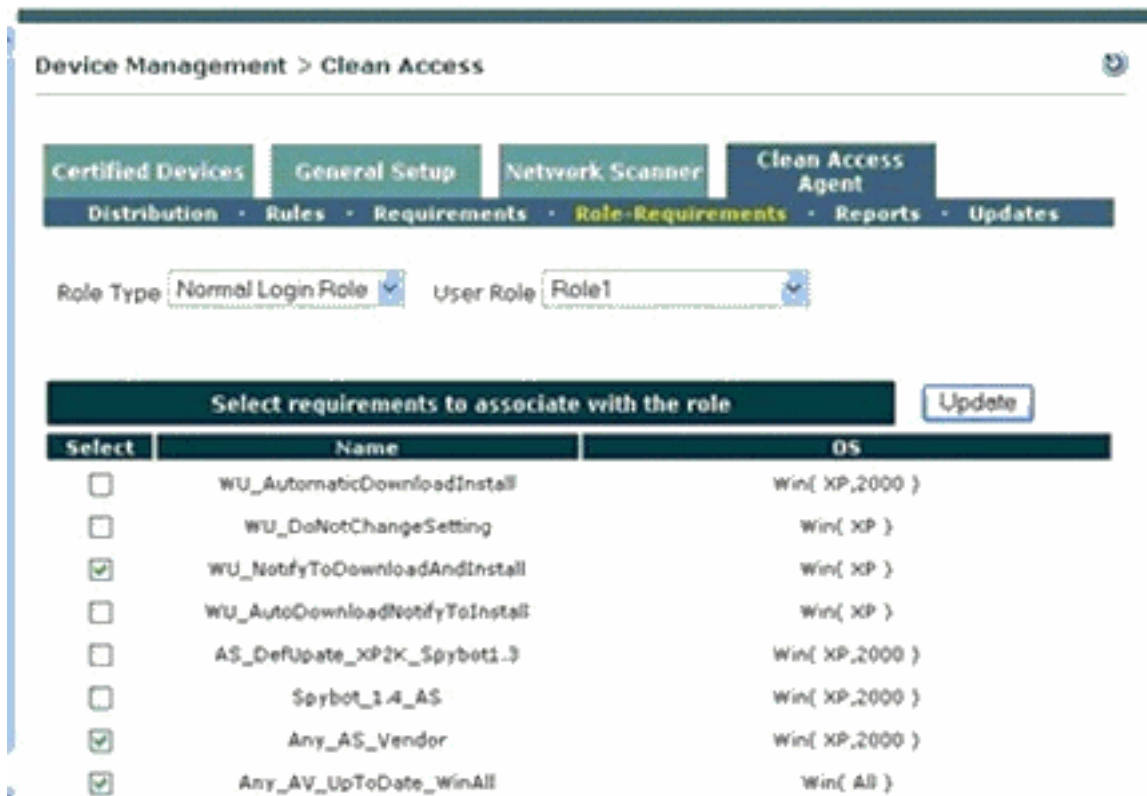 Device Management > Clean Access
Certified Devices General Setup Network Scanner Clean Access Agent
Distribution · Rules · Requirements · Role-Requirements · Reports · Updates
Role Type Normal Login Role User Role Role1
Select requirements to associate with the role Update
Select Name OS
WU_AutomaticDownloadInstall Win( XP,2000 )
WU_DoNotChangeSetting Win( XP )
WU_NotifyToDownloadAndInstall Win( XP )
WU_AutoDownloadNotifyToInstall Win( XP )
AS_DefUpate_XP2K_Spybot1.3 Win( XP,2000 )
Spybot_1.4_AS Win( XP,2000 )
Any_AS_Vendor Win( XP,2000 )
Any_AV_UpToDate_WinAll Win( All )